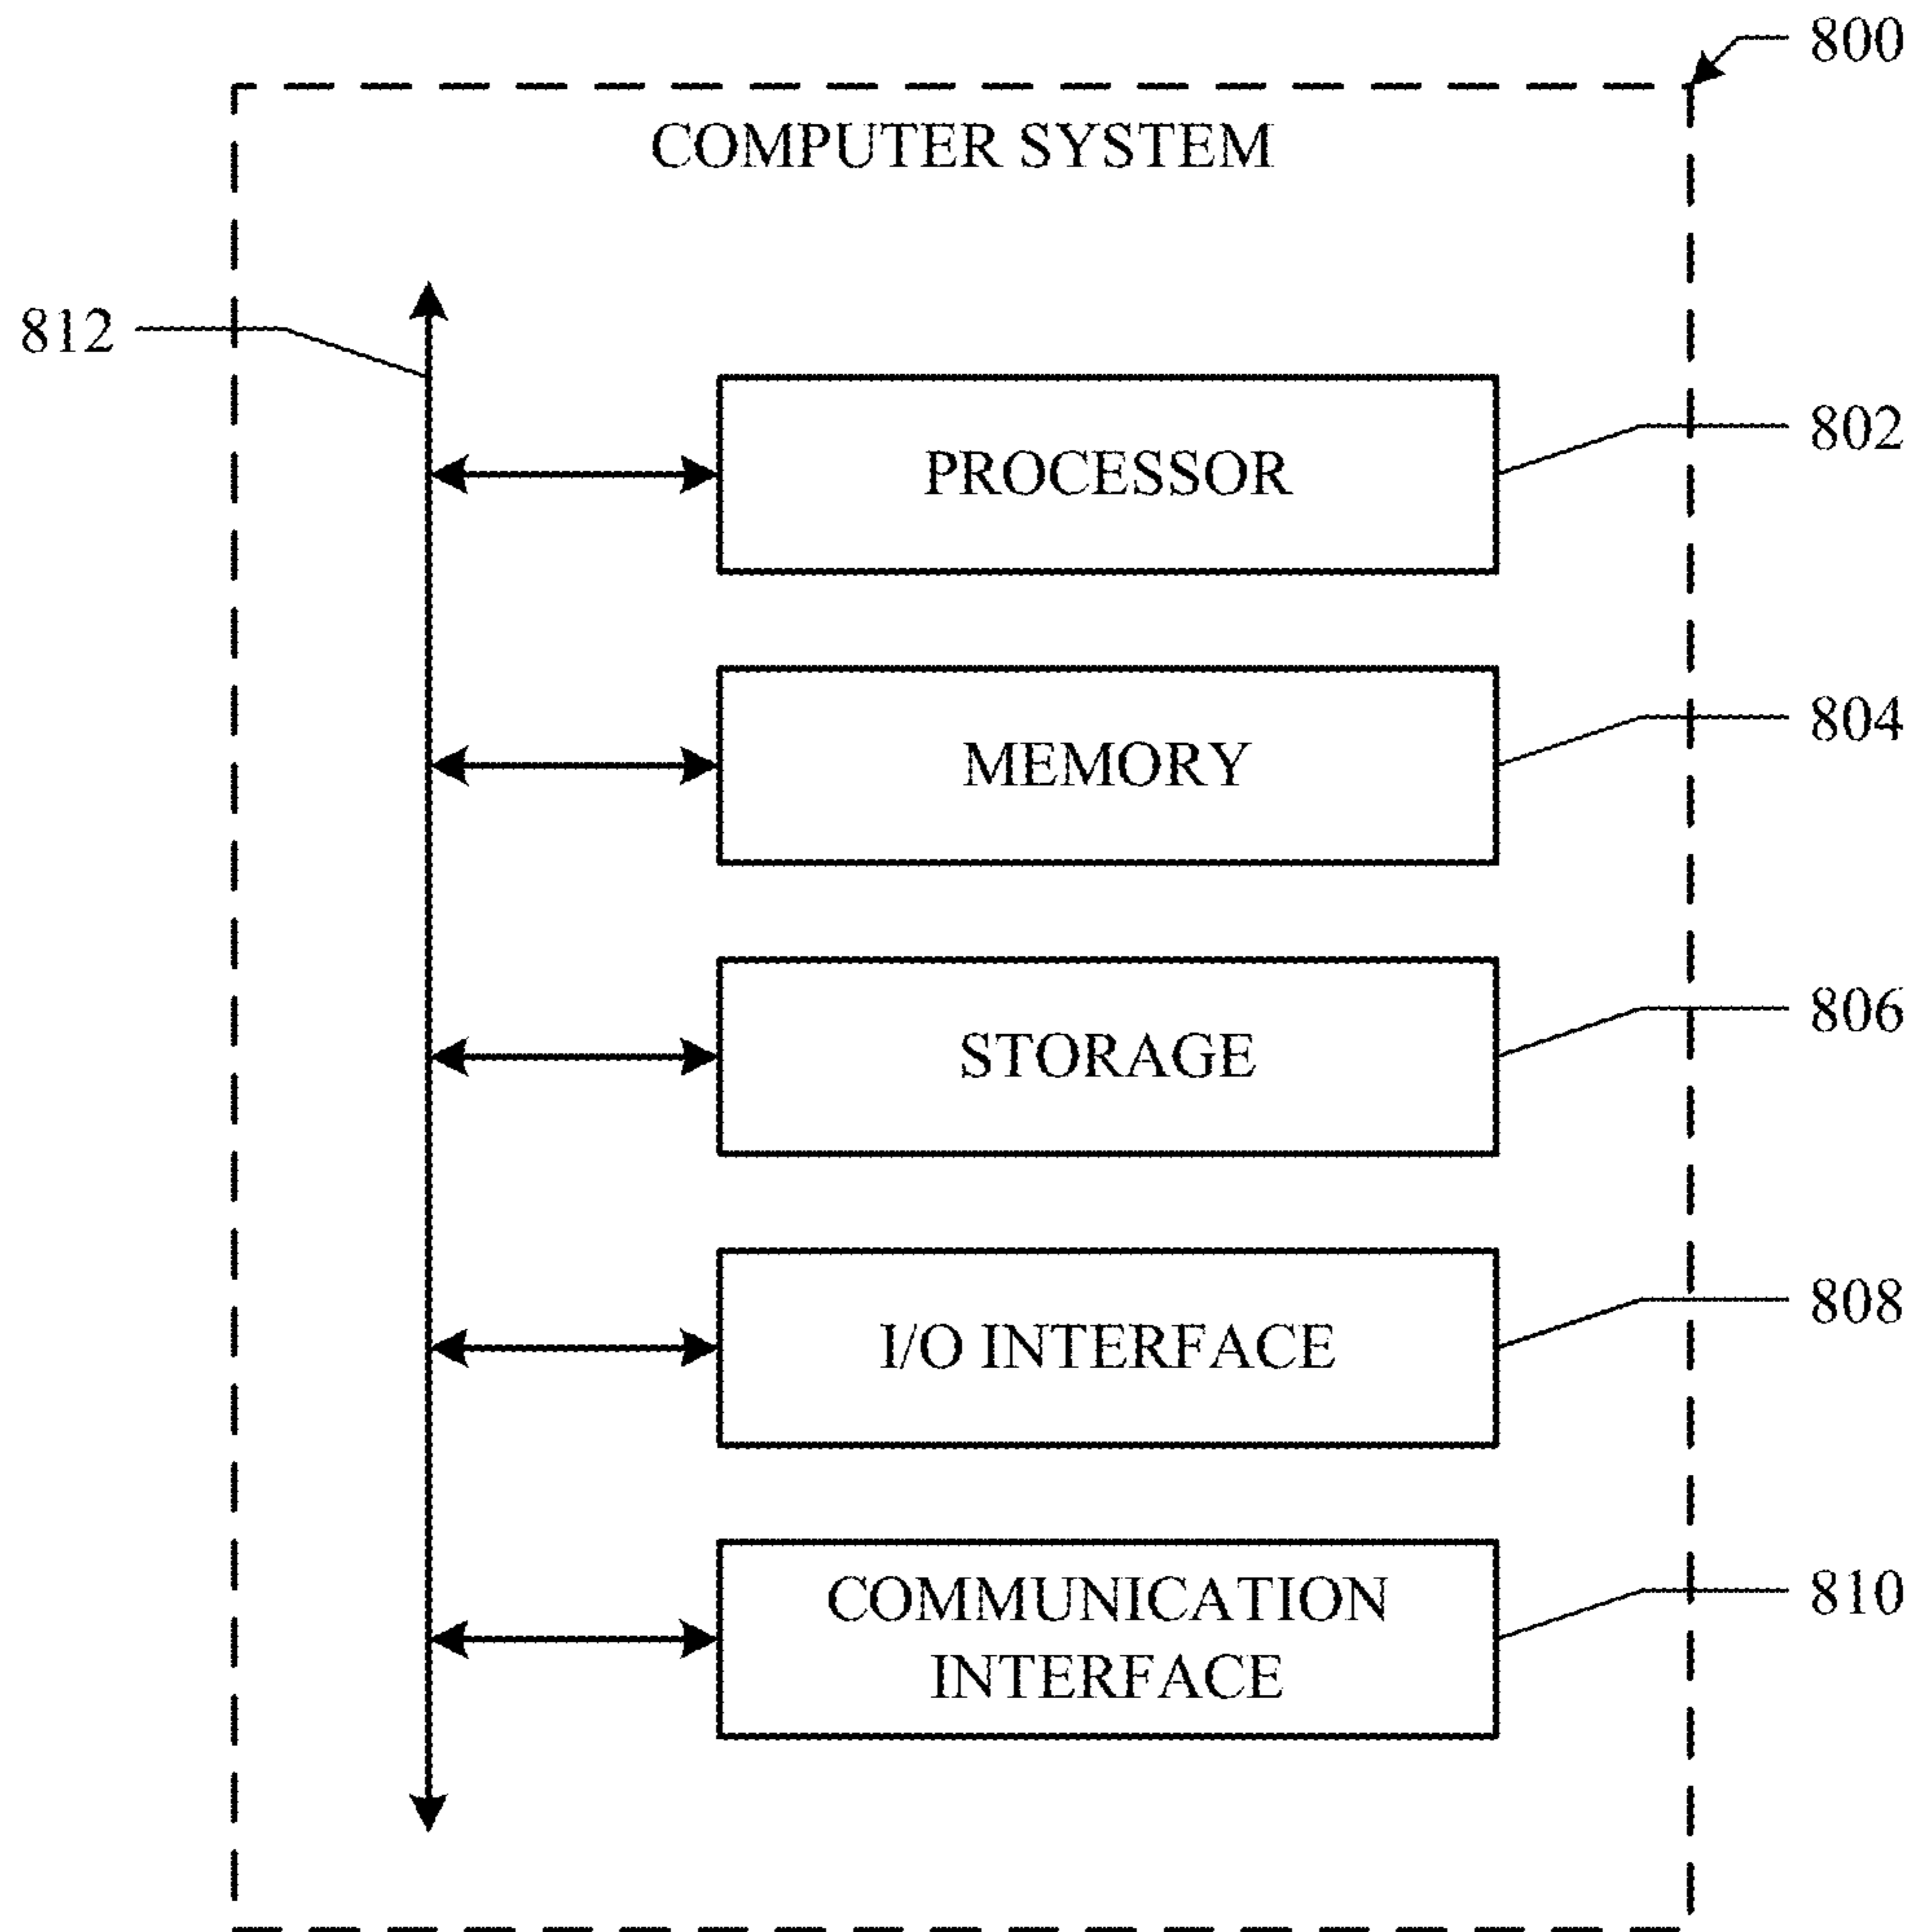 800
COMPUTER SYSTEM
812
802
PROCESSOR
804
MEMORY
806
STORAGE
808
I/O INTERFACE
810
COMMUNICATION
INTERFACE